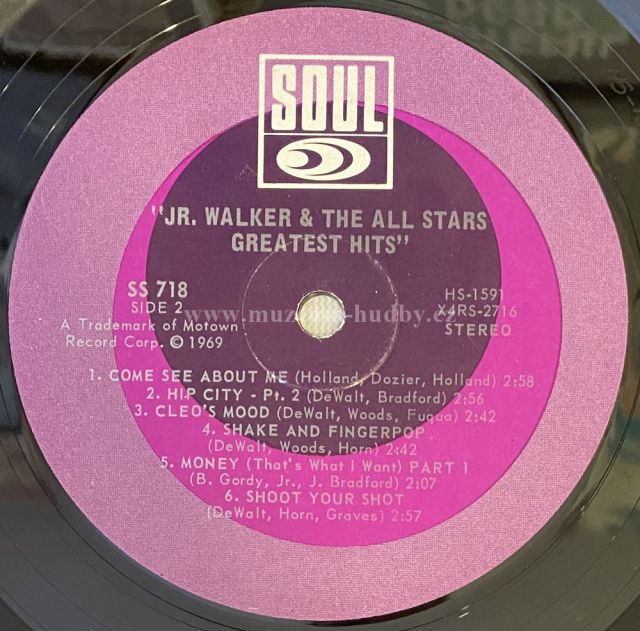 SOUL
"JR. WALKER & THE ALL STARS
GREATEST HITS"
SS 718
SIDE 2
HS-1591
X4RS-2716
STEREO
www.muzeum-hudby.cz
A Trademark of Motown
Record Corp. © 1969
1. COME SEE ABOUT ME (Holland, Dozier, Holland) 2:58
2. HIP CITY - Pt. 2 (DeWalt, Bradford) 2:56
3. CLEO'S MOOD (DeWalt, Woods, Fuqua) 2:42
4. SHAKE AND FINGERPOP
(DeWalt, Woods, Horn) 2:42
5. MONEY (That's What I Want) PART 1
(B. Gordy, Jr., J. Bradford) 2:07
6. SHOOT YOUR SHOT
(DeWalt, Horn, Graves) 2:57